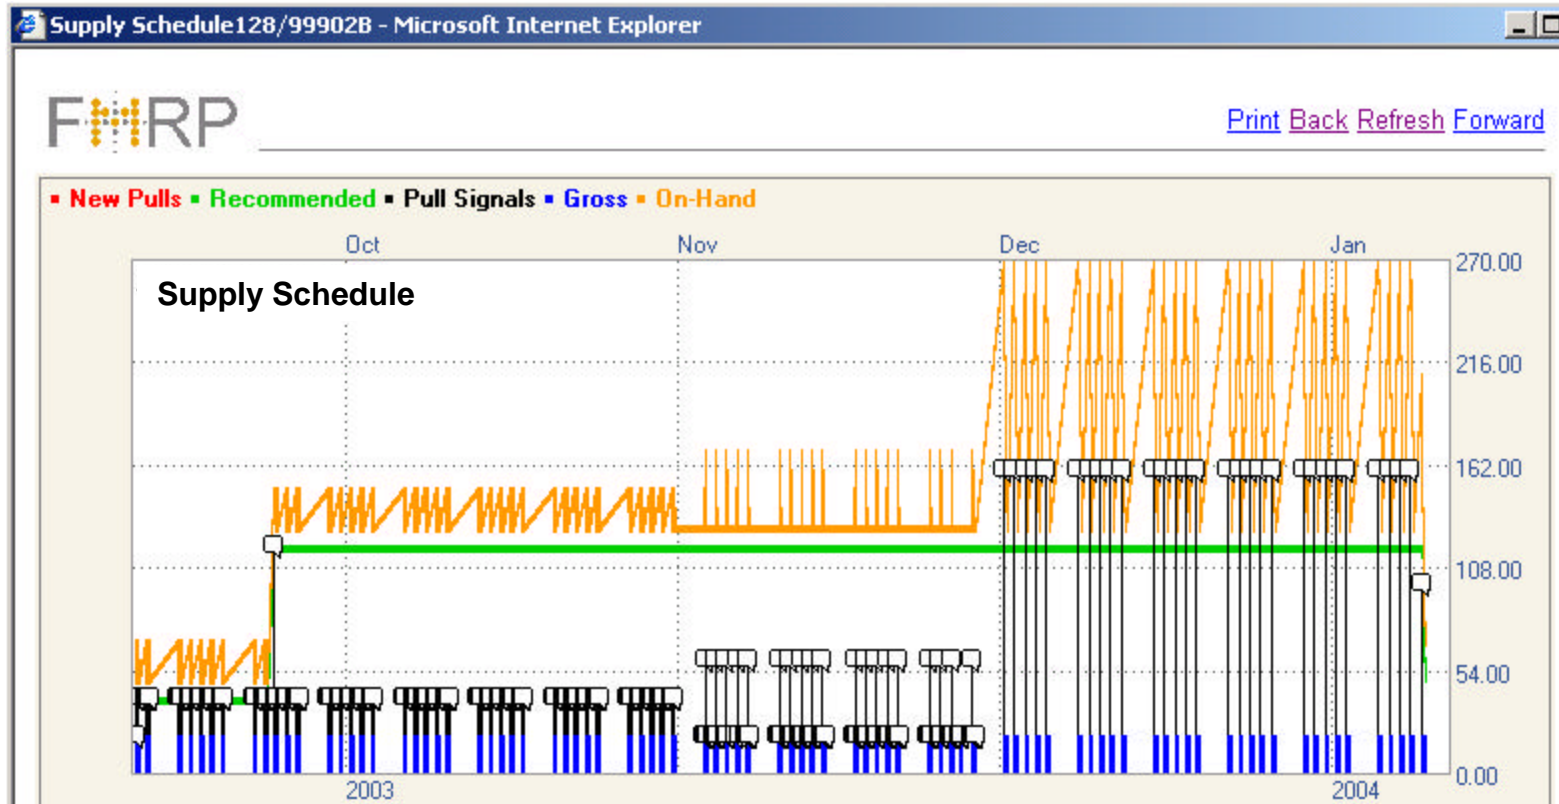 Supply Schedule128/99902B - Microsoft Internet Explorer
FMRP
Print Back Refresh Forward
New Pulls Recommended Pull Signals Gross On-Hand
Oct Nov Dec Jan
Supply Schedule
270.00
216.00
162.00
108.00
54.00
0.00
2003 2004